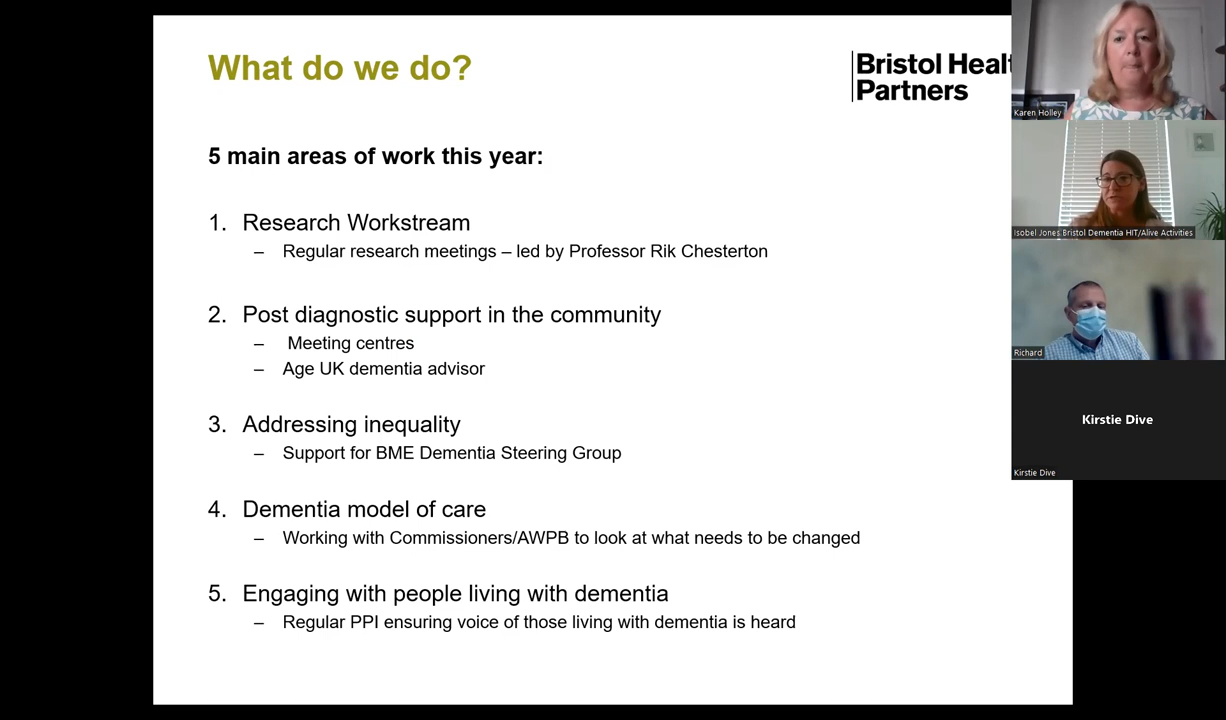 What do we do?
Bristol Healt
Partners
5 main areas of work this year:
1. Research Workstream
– Regular research meetings – led by Professor Rik Chesterton
2. Post diagnostic support in the community
– Meeting centres
– Age UK dementia advisor
3. Addressing inequality
– Support for BME Dementia Steering Group
4. Dementia model of care
– Working with Commissioners/AWPB to look at what needs to be changed
5. Engaging with people living with dementia
– Regular PPI ensuring voice of those living with dementia is heard
Karen Holley
Isobel Jones Bristol Dementia HIT/Alive Activities
Richard
Kirstie Dive
Kirstie Dive